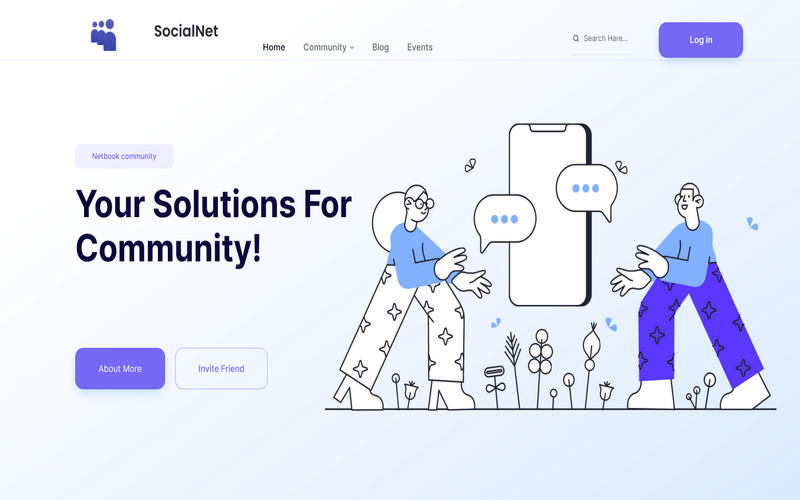 SocialNet
Home
Community
Blog
Events
Search Hare...
Log in
Netbook community
Your Solutions For
Community!
About More
Invite Friend